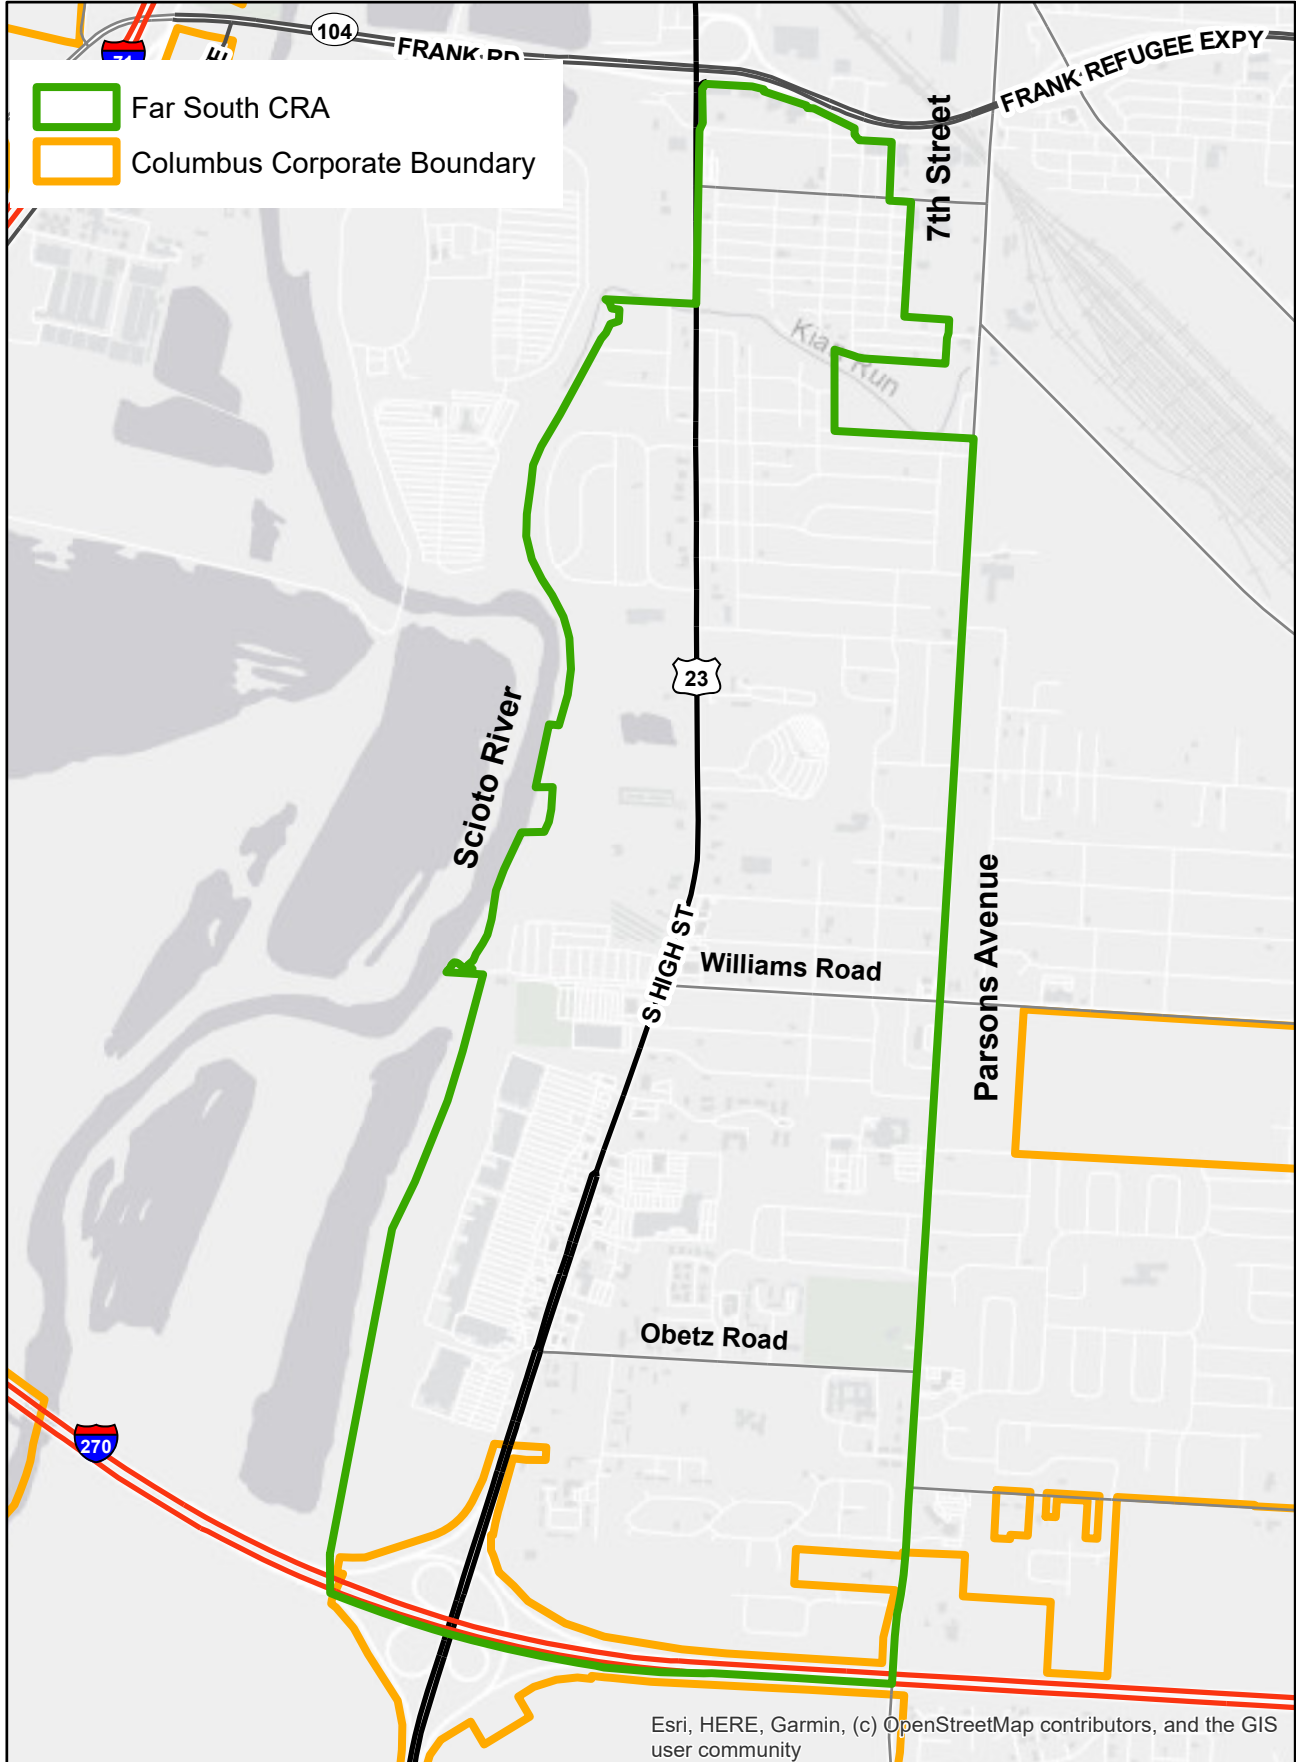 104
FRANK RD
FRANK REFUGEE EXPY
Far South CRA
Columbus Corporate Boundary
7th Street
Run
23
Scioto River
S HIGH ST
Williams Road
Parsons Avenue
Obetz Road
270
Esri, HERE, Garmin, (c) OpenStreetMap contributors, and the GIS
user community